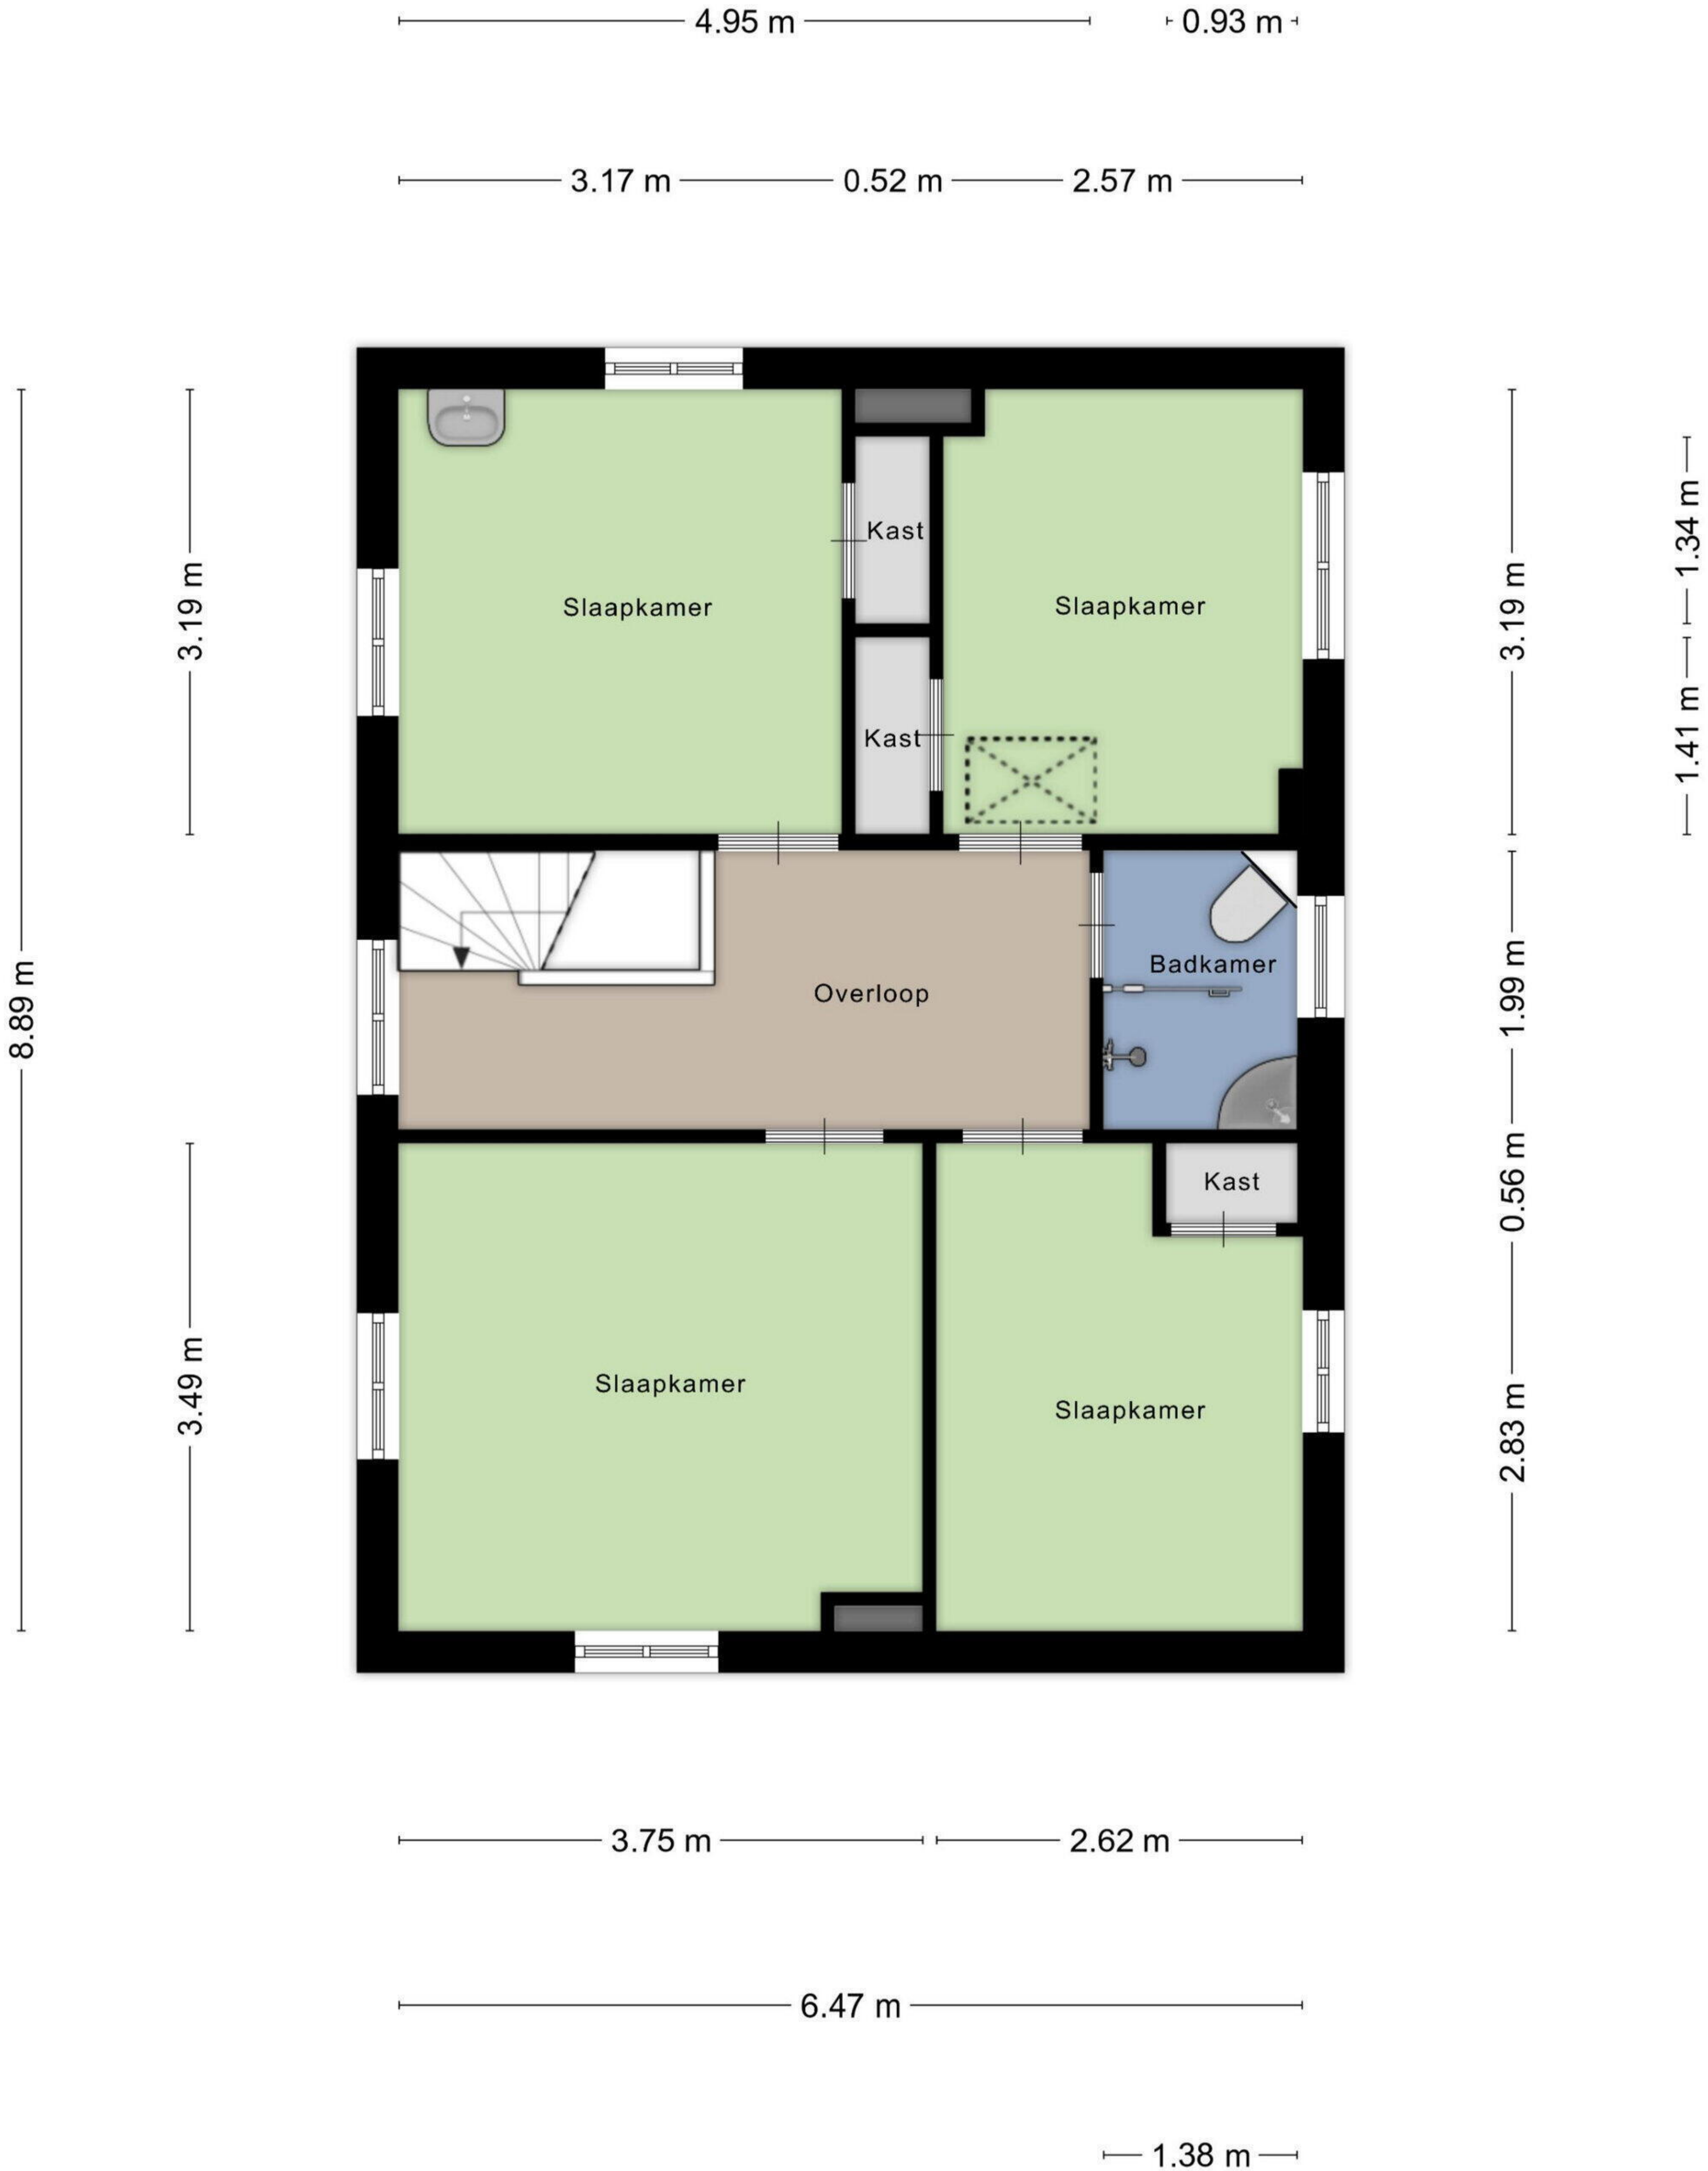 4.95 m
0.93 m
3.17 m
0.52 m
2.57 m
Kast
Slaapkamer
Slaapkamer
Kast
Badkamer
Overloop
Kast
Slaapkamer
Slaapkamer
8.89 m
3.19 m
3.49 m
3.19 m
1.99 m
0.56 m
2.83 m
1.34 m
1.41 m
3.75 m
2.62 m
6.47 m
1.38 m